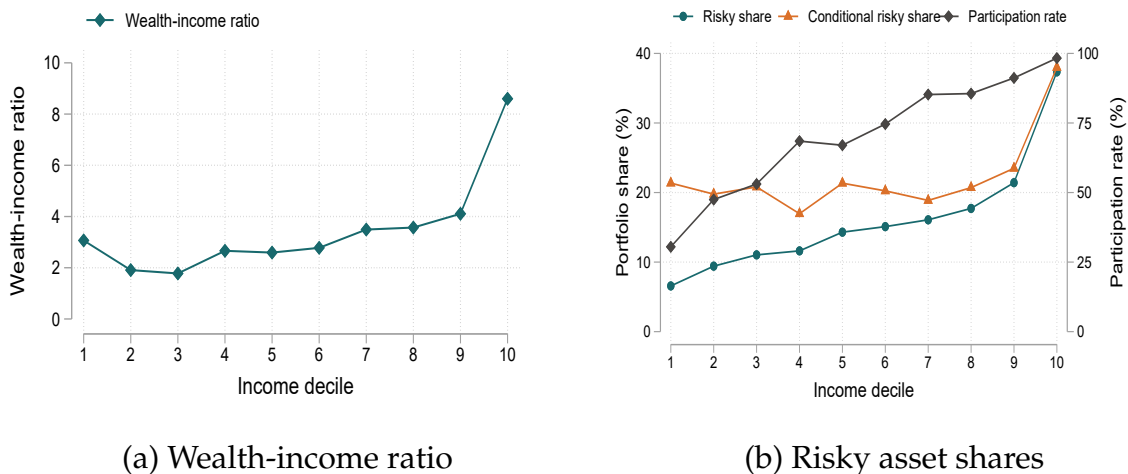 Wealth-income ratio
10
8
6
4
2
0
Wealth-income ratio
1 2 3 4 5 6 7 8 9 10
Income decile
(a) Wealth-income ratio
Risky share Conditional risky share Participation rate
40
30
20
10
0
Portfolio share (%)
100
75
50
25
0
Participation rate (%)
1 2 3 4 5 6 7 8 9 10
Income decile
(b) Risky asset shares